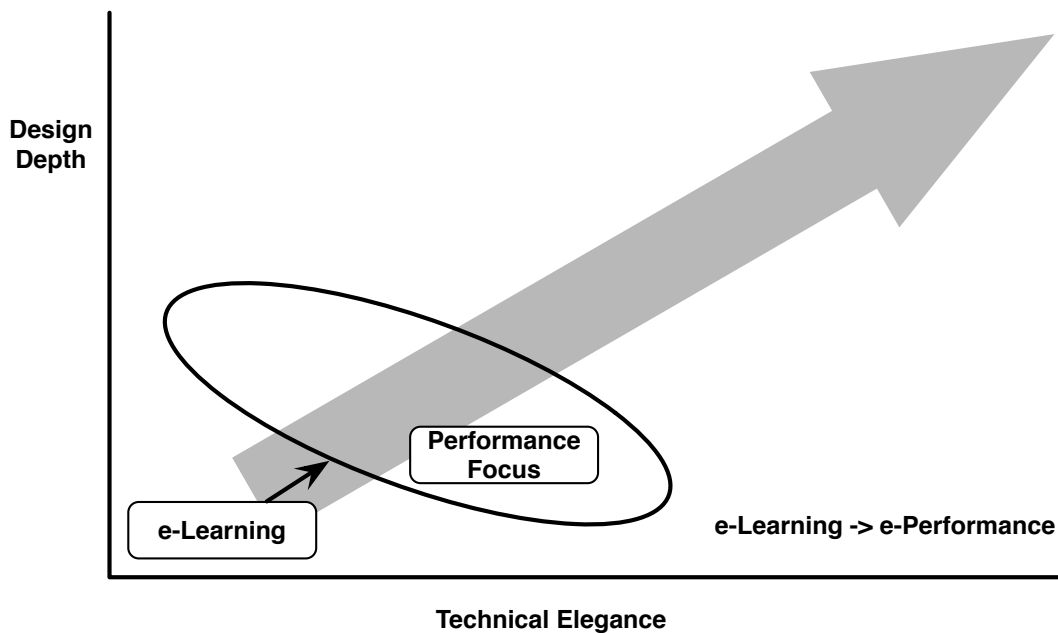 Design
Depth
Performance
Focus
e-Learning
e-Learning -> e-Performance
Technical Elegance